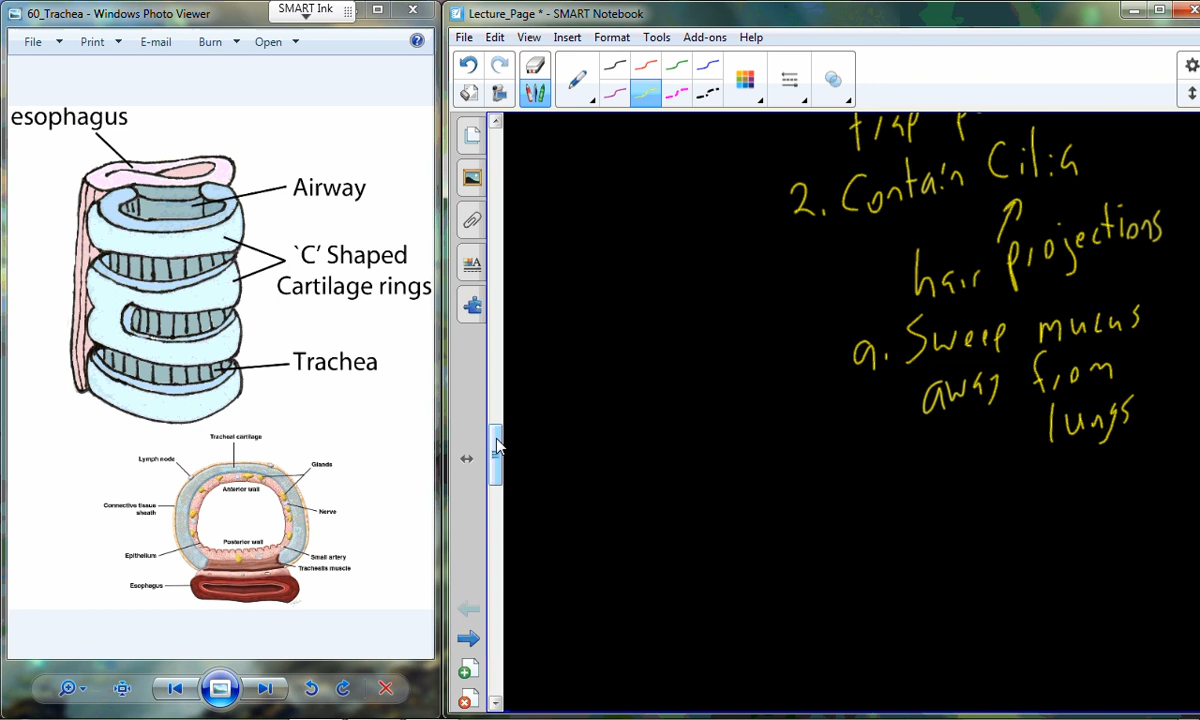 60_Trachea - Windows Photo Viewer
SMART Ink
File Print E-mail Burn Open
esophagus
Airway
`C' Shaped
Cartilage rings
Trachea
Tracheal cartilage
Lymph node
Glands
Anterior wall
Connective tissue
sheath
Nerve
Posterior wall
Epithelium
Small artery
Trachealis muscle
Esophagus
Lecture_Page * - SMART Notebook
File Edit View Insert Format Tools Add-ons Help
2. Contain Cilia
hair projections
a. Sweep mucus
away from
lungs